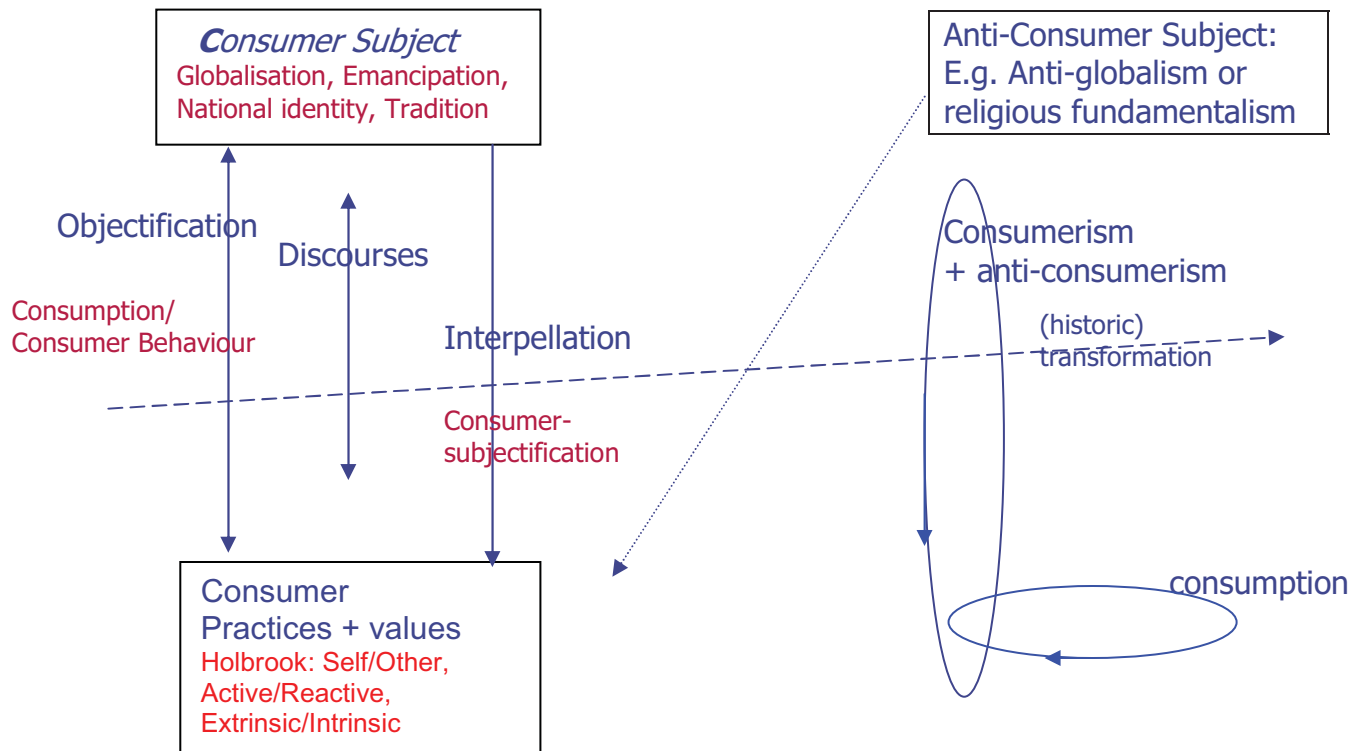 Consumer Subject
Globalisation, Emancipation,
National identity, Tradition
Anti-Consumer Subject:
E.g. Anti-globalism or
religious fundamentalism
Objectification
Discourses
Consumption/
Consumer Behaviour
Interpellation
Consumer-
subjectification
Consumerism
+ anti-consumerism
(historic)
transformation
Consumer
Practices + values
Holbrook: Self/Other,
Active/Reactive,
Extrinsic/Intrinsic
consumption